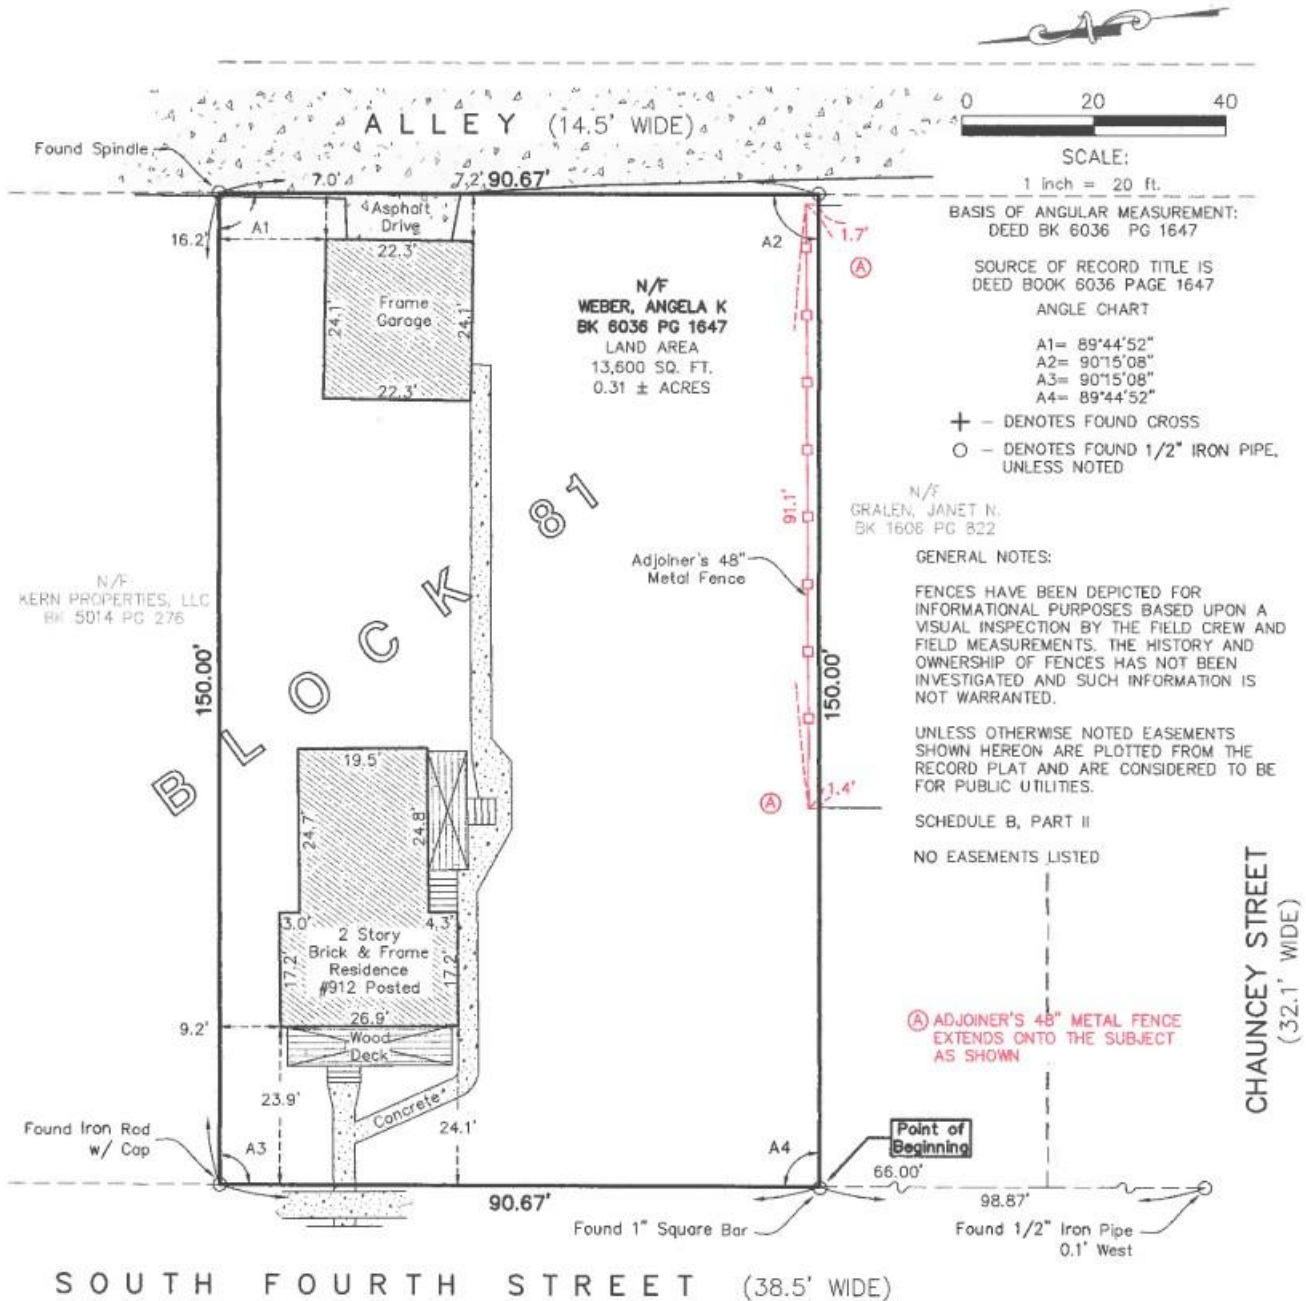 ALLEY (14.5' WIDE)
Found Spindle
7.0'
7.2'
90.67'
0 20 40
SCALE:
1 inch = 20 ft.
BASIS OF ANGULAR MEASUREMENT:
DEED BK 6036 PG 1647
SOURCE OF RECORD TITLE IS
DEED BOOK 6036 PAGE 1647
ANGLE CHART
A1= 89°44'52"
A2= 90°15'08"
A3= 90°15'08"
A4= 89°44'52"
+ - DENOTES FOUND CROSS
O - DENOTES FOUND 1/2" IRON PIPE,
UNLESS NOTED
16.2'
A1
Asphalt
Drive
22.3'
24.1'
Frame
Garage
24.1'
22.3'
A2
1.7'
A
N/F
WEBER, ANGELA K
BK 6036 PG 1647
LAND AREA
13,600 SQ. FT.
0.31 ± ACRES
BLOCK 81
91.1'
Adjoiner's 48"
Metal Fence
N/F
GRALEN, JANET N.
BK 1606 PG 822
N/F
KERN PROPERTIES, LLC
BK 5014 PG 276
150.00'
150.00'
GENERAL NOTES:
FENCES HAVE BEEN DEPICTED FOR
INFORMATIONAL PURPOSES BASED UPON A
VISUAL INSPECTION BY THE FIELD CREW AND
FIELD MEASUREMENTS. THE HISTORY AND
OWNERSHIP OF FENCES HAS NOT BEEN
INVESTIGATED AND SUCH INFORMATION IS
NOT WARRANTED.
UNLESS OTHERWISE NOTED EASEMENTS
SHOWN HEREON ARE PLOTTED FROM THE
RECORD PLAT AND ARE CONSIDERED TO BE
FOR PUBLIC UTILITIES.
SCHEDULE B, PART II
NO EASEMENTS LISTED
19.5'
24.7'
24.8'
A
1.4'
3.0'
4.3'
2 Story
Brick & Frame
Residence
#912 Posted
17.2'
17.2'
26.9'
9.2'
Wood
Deck
23.9'
Concrete
24.1'
A ADJOINER'S 48" METAL FENCE
EXTENDS ONTO THE SUBJECT
AS SHOWN
CHAUNCEY STREET
(32.1' WIDE)
Found Iron Rod
w/ Cap
A3
A4
Point of
Beginning
66.00'
98.87'
90.67'
Found 1" Square Bar
Found 1/2" Iron Pipe
0.1' West
SOUTH FOURTH STREET (38.5' WIDE)